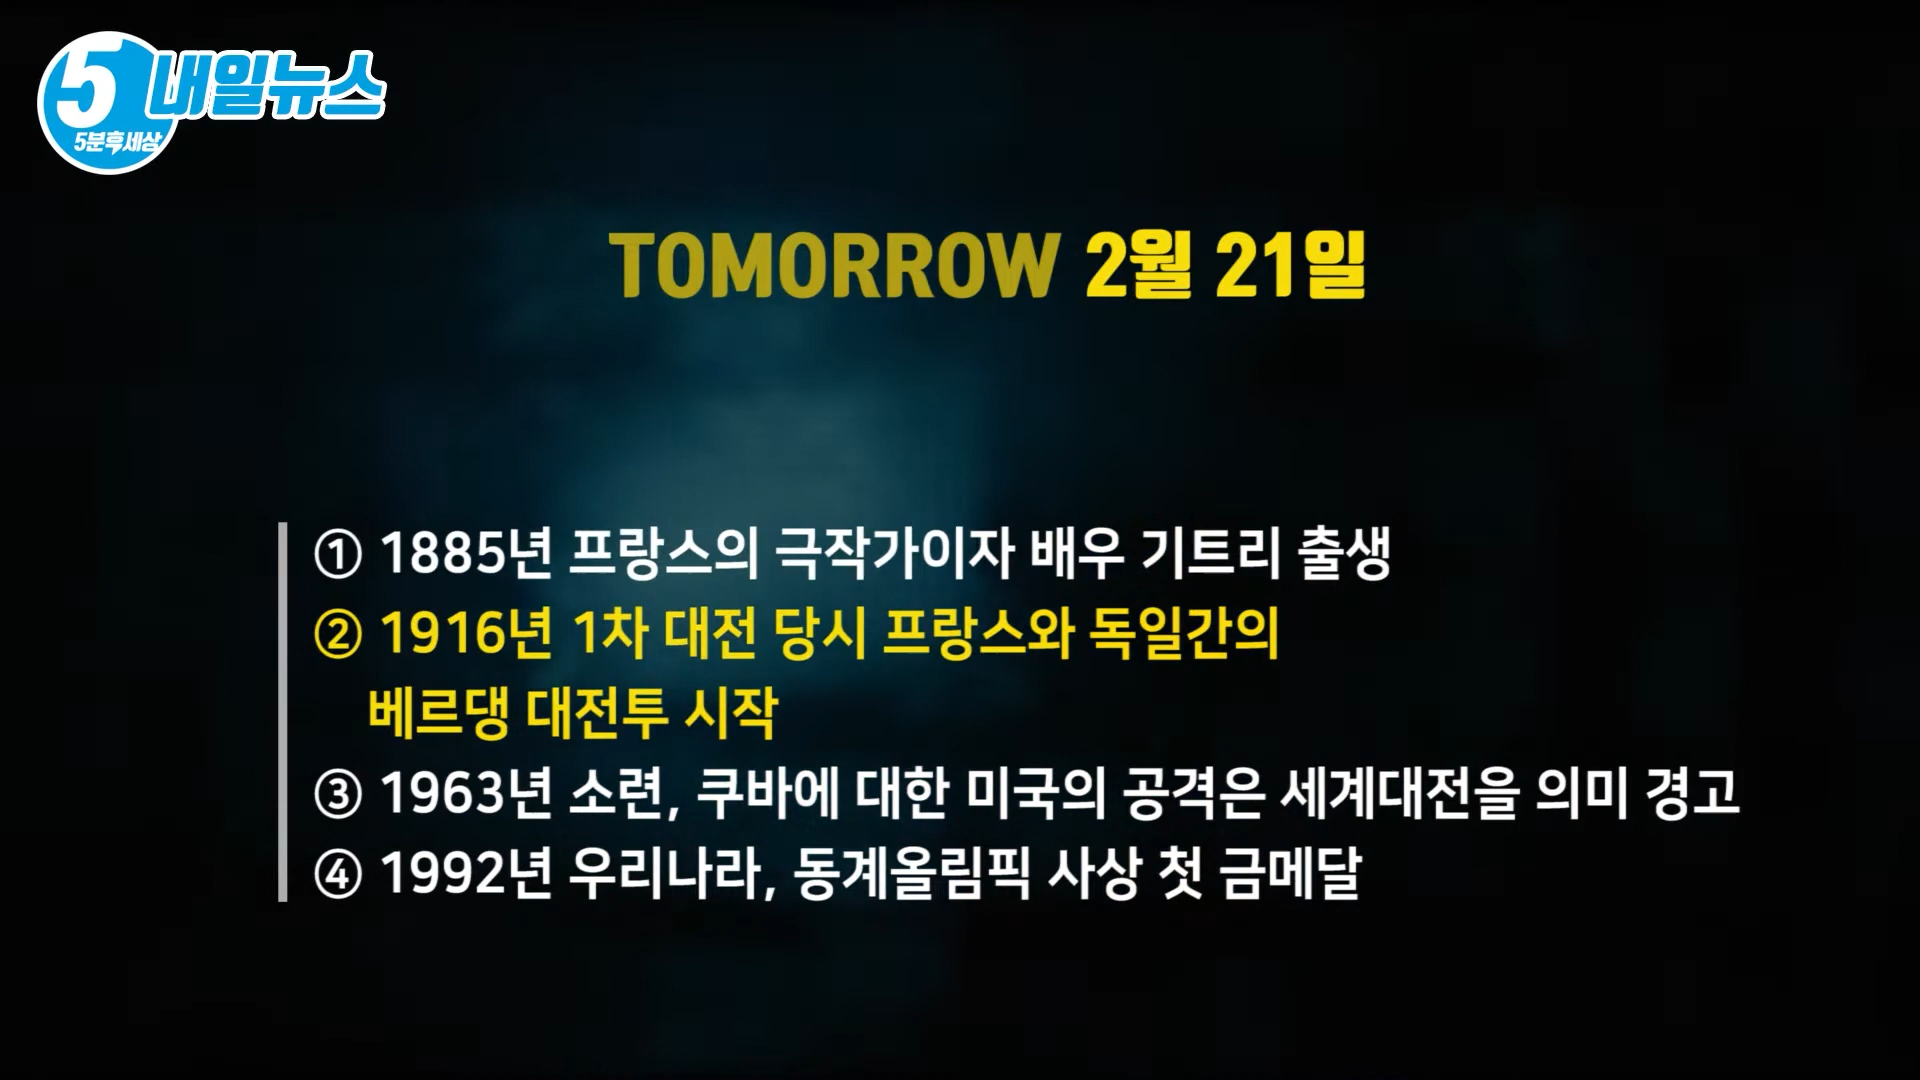 5 내일뉴스
5분후세상
TOMORROW 2월 21일
① 1885년 프랑스의 극작가이자 배우 기트리 출생
② 1916년 1차 대전 당시 프랑스와 독일간의
베르댕 대전투 시작
③ 1963년 소련, 쿠바에 대한 미국의 공격은 세계대전을 의미 경고
④ 1992년 우리나라, 동계올림픽 사상 첫 금메달